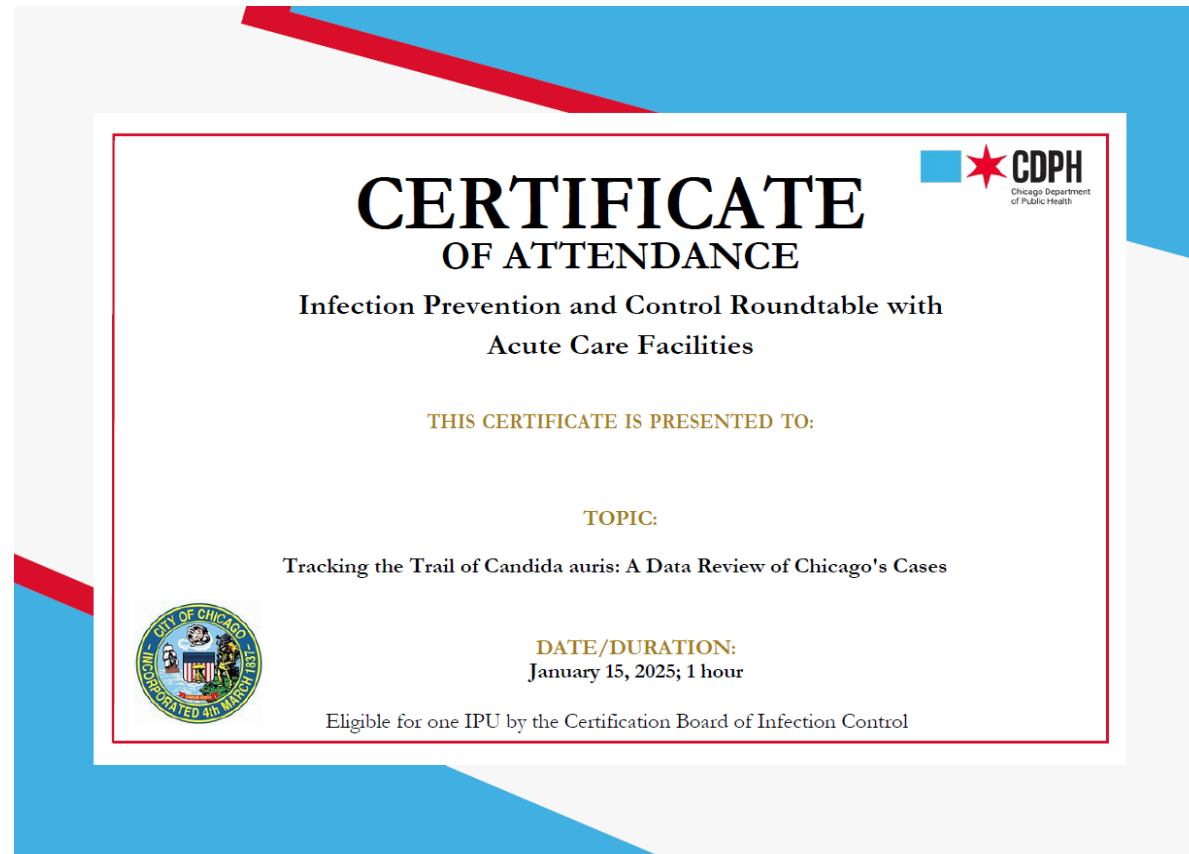 CDPH
Chicago Department
of Public Health
CERTIFICATE
OF ATTENDANCE
Infection Prevention and Control Roundtable with
Acute Care Facilities
THIS CERTIFICATE IS PRESENTED TO:
TOPIC:
Tracking the Trail of Candida auris: A Data Review of Chicago's Cases
CITY OF CHICAGO
INCORPORATED 4th MARCH 1837
DATE/DURATION:
January 15, 2025; 1 hour
Eligible for one IPU by the Certification Board of Infection Control